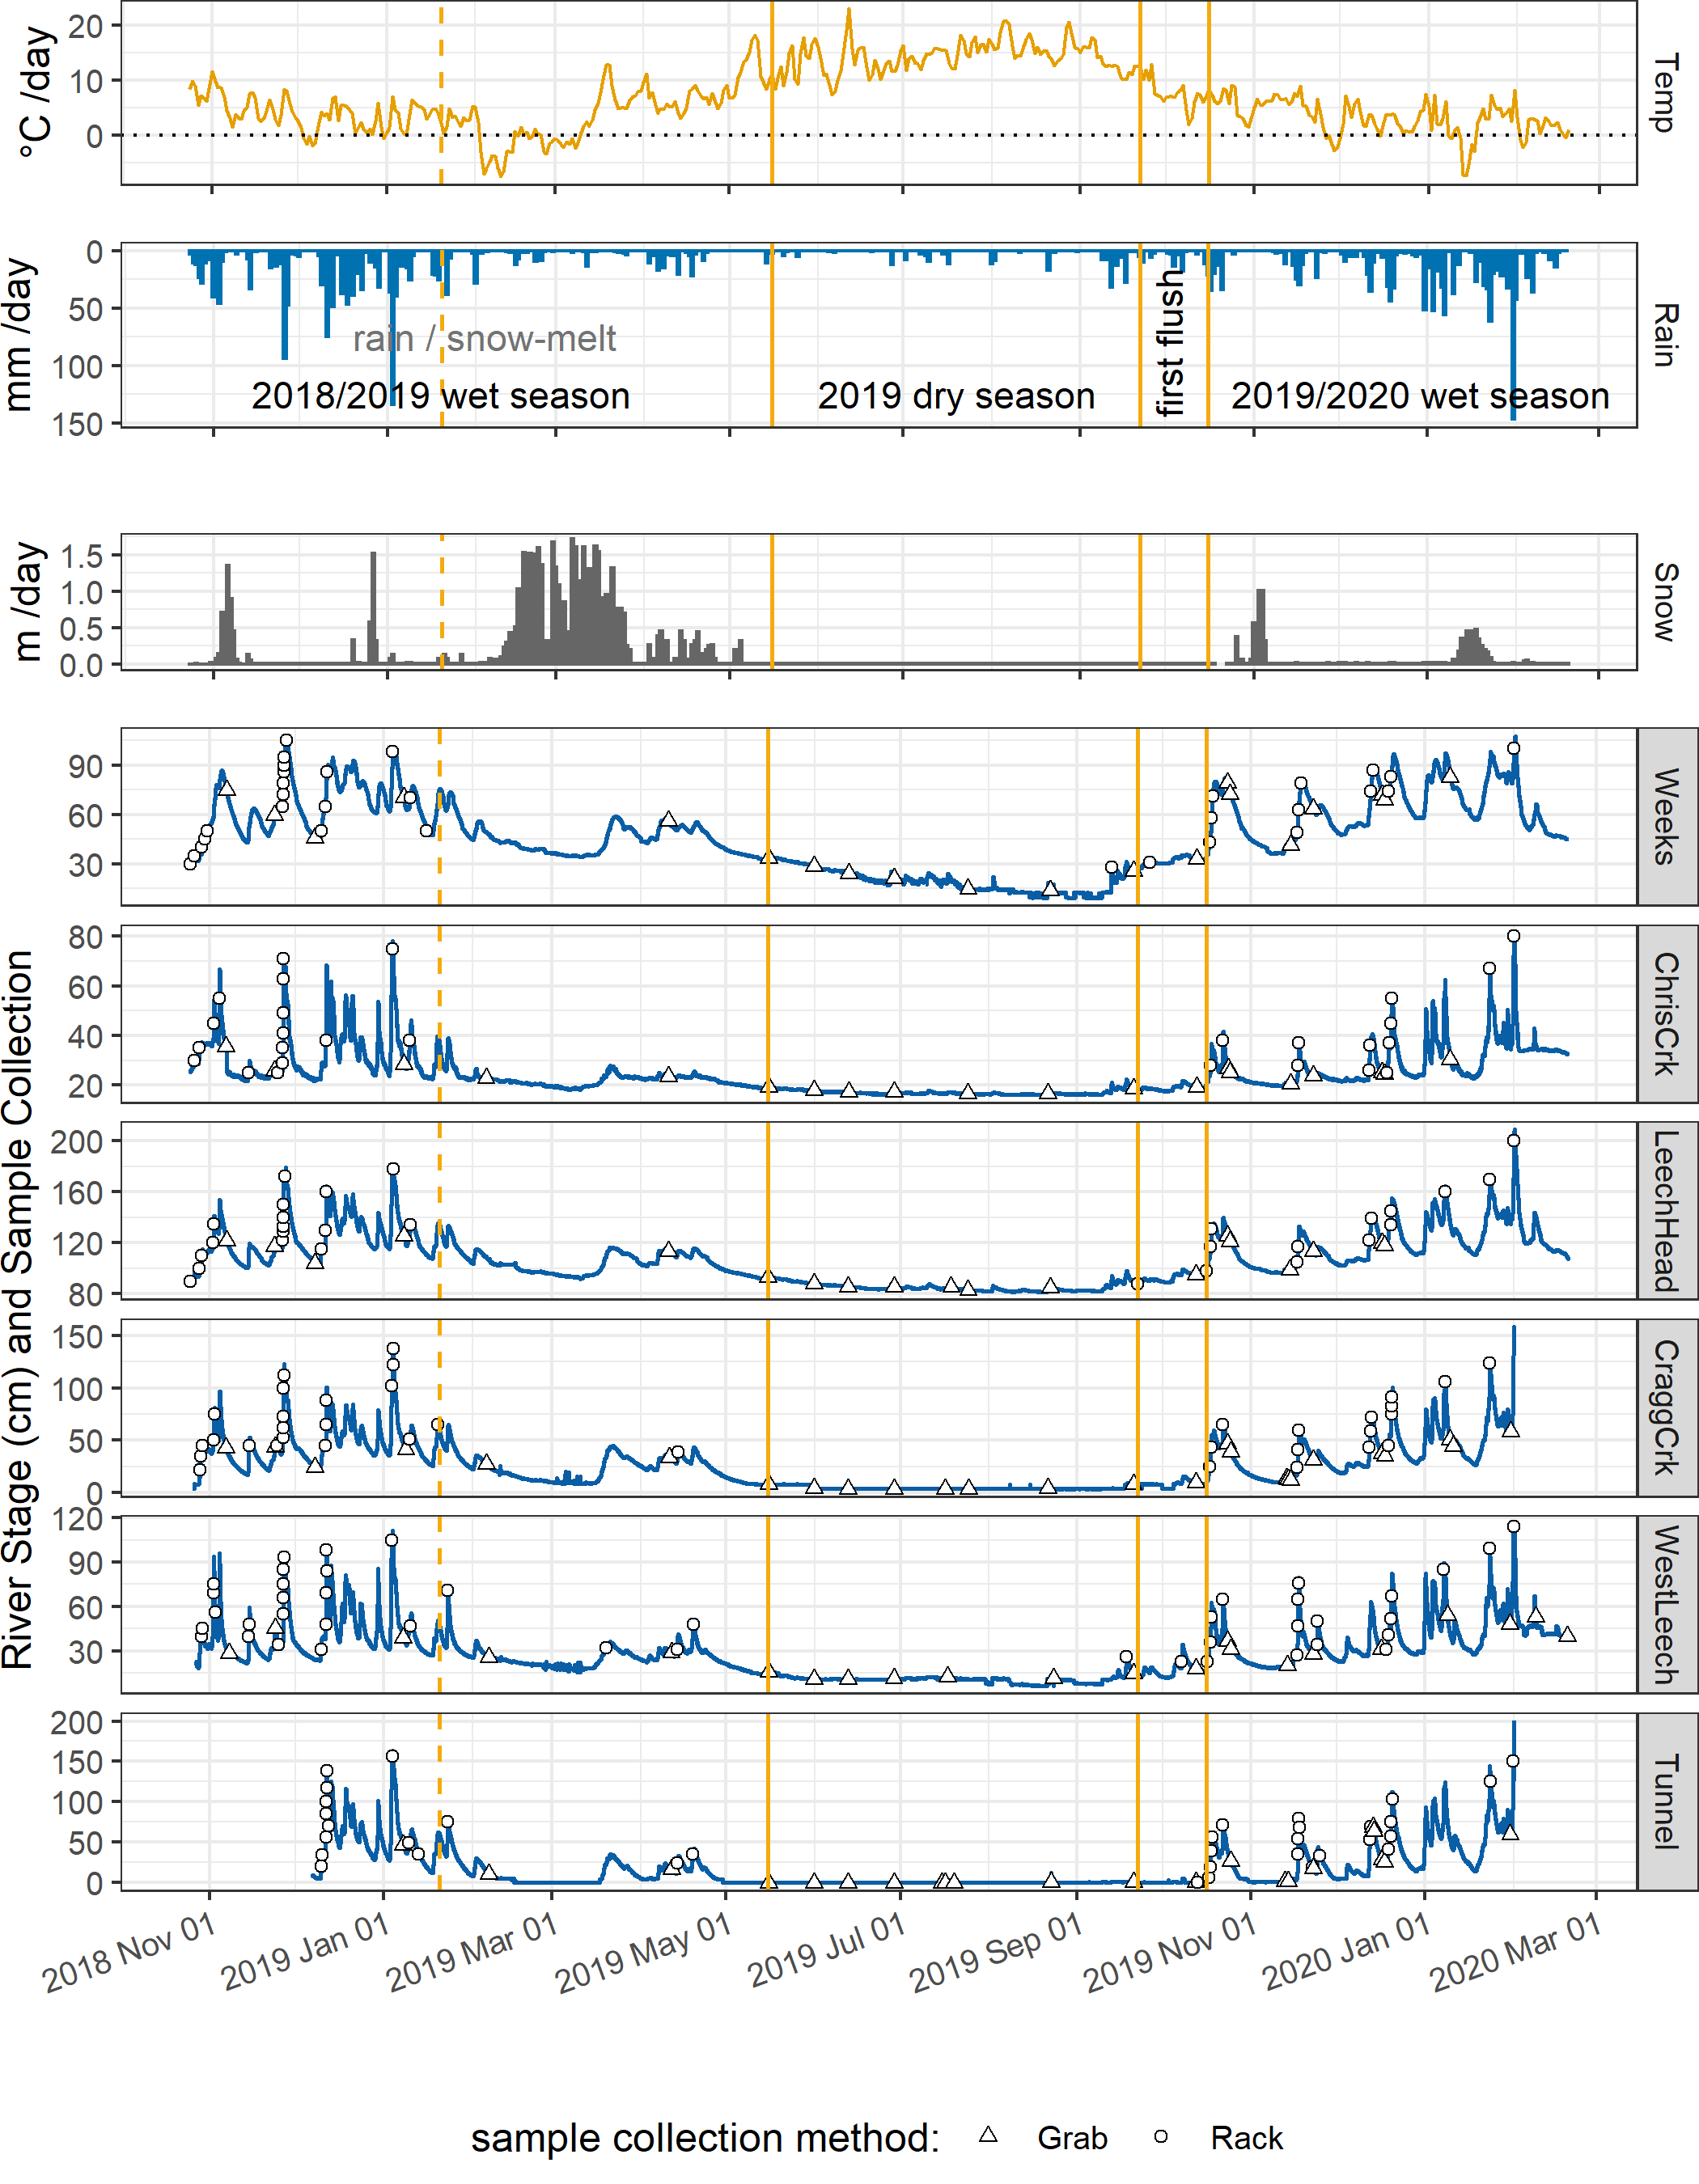 °C /day
20
10
0
Temp
mm /day
0
50
100
150
rain / snow-melt
2018/2019 wet season
2019 dry season
first flush
2019/2020 wet season
Rain
m /day
1.5
1.0
0.5
0.0
Snow
River Stage (cm) and Sample Collection
90
60
30
Weeks
80
60
40
20
ChrisCrk
200
160
120
80
LeechHead
150
100
50
0
CraggCrk
120
90
60
30
WestLeech
200
150
100
50
0
Tunnel
2018 Nov 01
2019 Jan 01
2019 Mar 01
2019 May 01
2019 Jul 01
2019 Sep 01
2019 Nov 01
2020 Jan 01
2020 Mar 01
sample collection method: Grab Rack